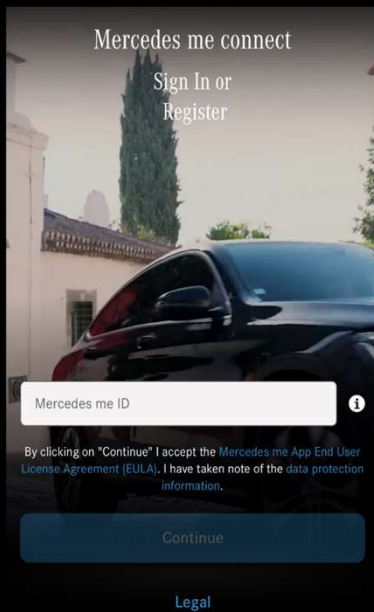 Mercedes me connect
Sign In or
Register
Mercedes me ID
By clicking on "Continue" I accept the Mercedes me App End User
License Agreement (EULA). I have taken note of the data protection
information.
Continue
Legal